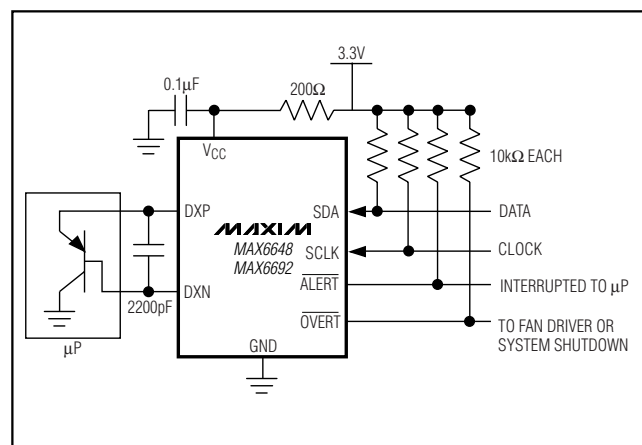 3.3V
0.1μF
200Ω
10kΩ EACH
VCC
DXP
MAXIM
MAX6648
MAX6692
SDA
DATA
SCLK
CLOCK
DXN
ALERT
INTERRUPTED TO μP
2200pF
OVERT
TO FAN DRIVER OR
SYSTEM SHUTDOWN
GND
μP